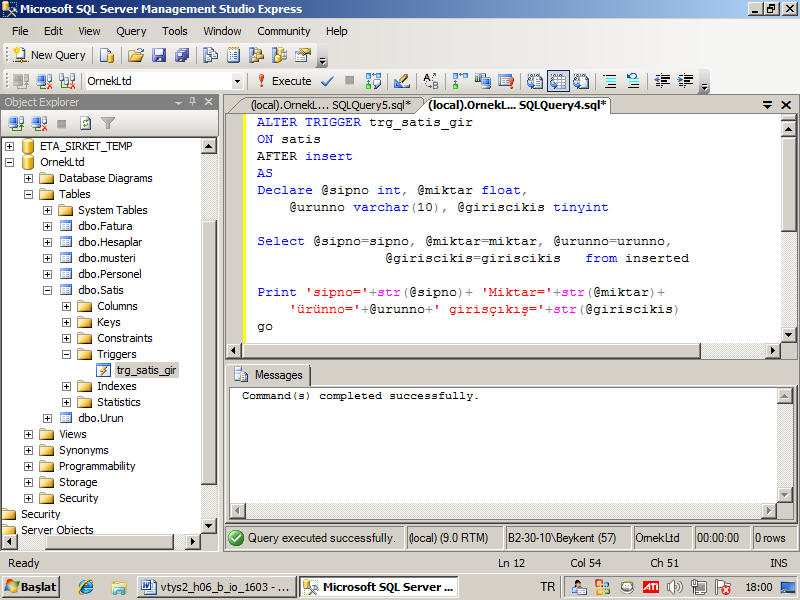 Microsoft SQL Server Management Studio Express
File Edit View Query Tools Window Community Help
New Query
OrnekLtd Execute
Object Explorer
(local).OrnekL... SQLQuery5.sql* (local).OrnekL... SQLQuery4.sql*
ETA_SIRKET_TEMP
OrnekLtd
Database Diagrams
Tables
System Tables
dbo.Fatura
dbo.Hesaplar
dbo.musteri
dbo.Personel
dbo.Satis
Columns
Keys
Constraints
Triggers
trg_satis_gir
Indexes
Statistics
dbo.Urun
Views
Synonyms
Programmability
Storage
Security
Security
Server Objects
ALTER TRIGGER trg_satis_gir
ON satis
AFTER insert
AS
Declare @sipno int, @miktar float,
@urunno varchar(10), @giriscikis tinyint
Select @sipno=sipno, @miktar=miktar, @urunno=urunno,
@giriscikis=giriscikis from inserted
Print 'sipno='+str(@sipno)+ 'Miktar='+str(@miktar)+
'ürünno='+@urunno+' girişçıkış='+str(@giriscikis)
go
Messages
Command(s) completed successfully.
Query executed successfully. (local) (9.0 RTM) B2-30-10\Beykent (57) OrnekLtd 00:00:00 0 rows
Ready Ln 12 Col 54 Ch 51 INS
Başlat vtys2_h06_b_io_1603 - ... Microsoft SQL Server ... TR ATI 18:00